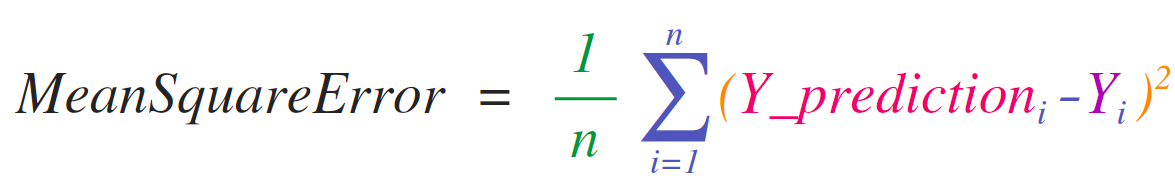 MeanSquareError = 1/n ∑_{i=1}^{n} (Y_prediction_i - Y_i)²